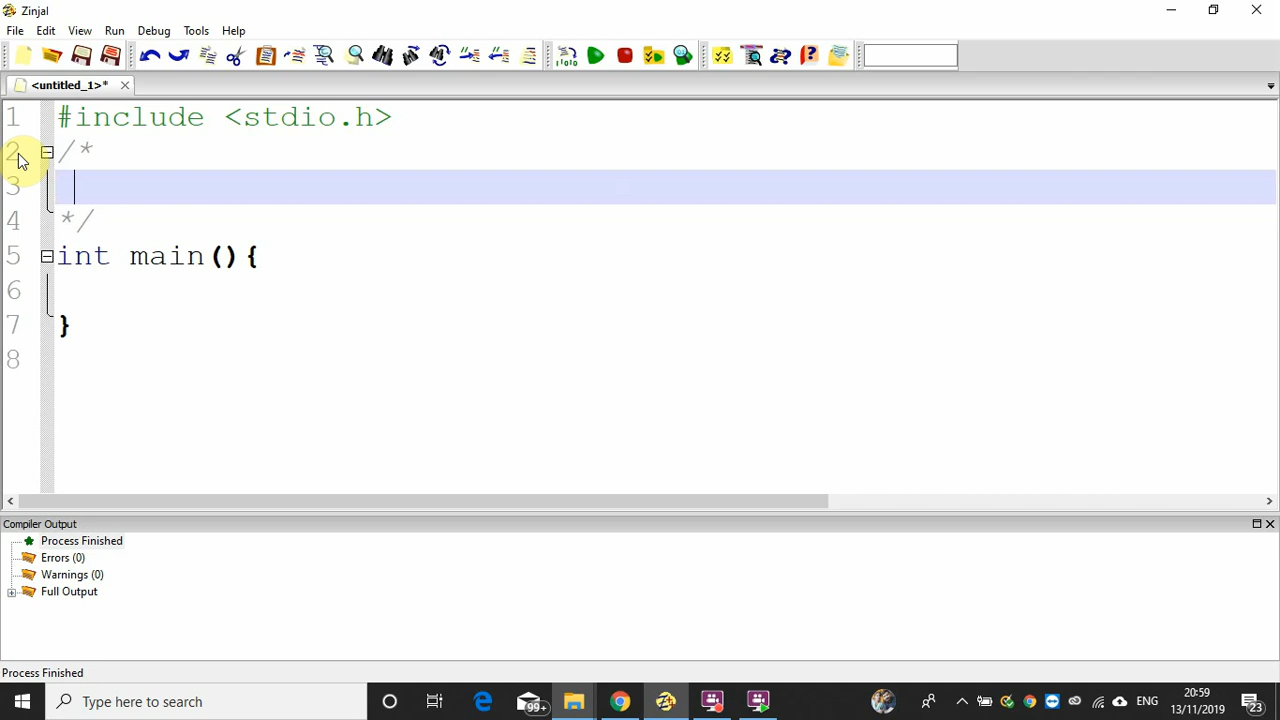 Zinjal
File Edit View Run Debug Tools Help
<untitled_1>*
1 #include <stdio.h>
2 /*
3
4 */
5 int main(){
6
7 }
8
Compiler Output
Process Finished
Errors (0)
Warnings (0)
Full Output
Process Finished
Type here to search
99+
ENG
20:59
13/11/2019
23